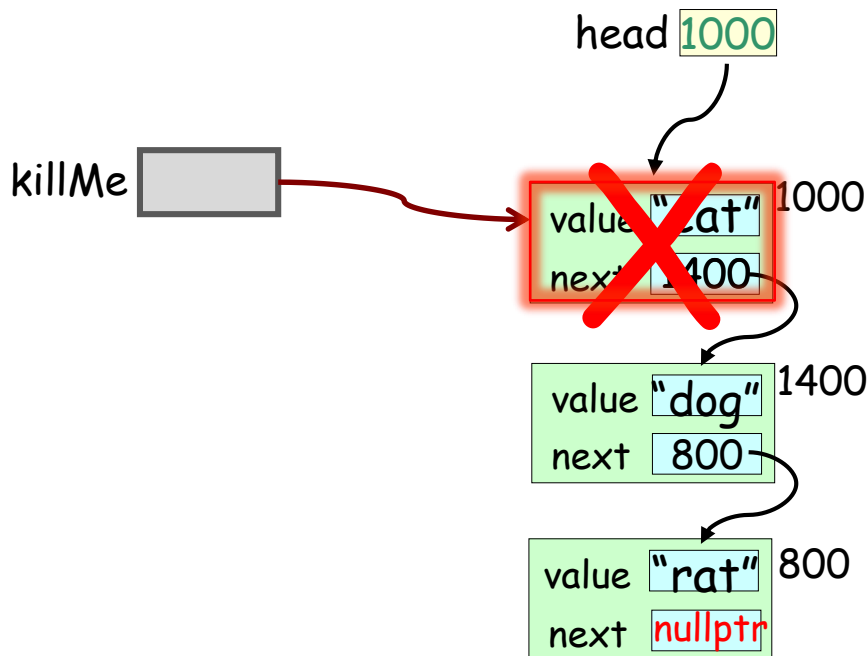 head 1000
killMe
value "cat" 1000
next 1400
value "dog" 1400
next 800
value "rat" 800
next nullptr